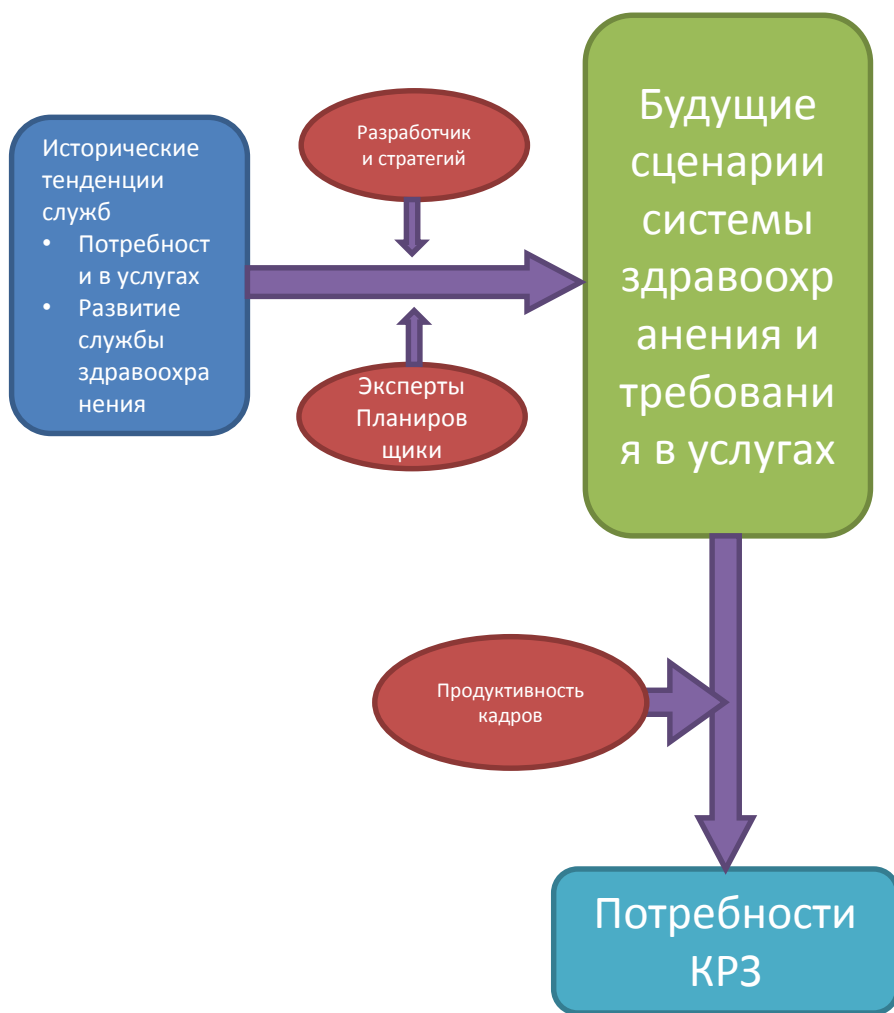 Исторические
тенденции
служб
• Потребност
и в услугах
• Развитие
службы
здравоохра
нения
Разработчик
и стратегий
Эксперты
Планиров
щики
Будущие
сценарии
системы
здравоохр
анения и
требовани
я в услугах
Продуктивность
кадров
Потребности
КРЗ